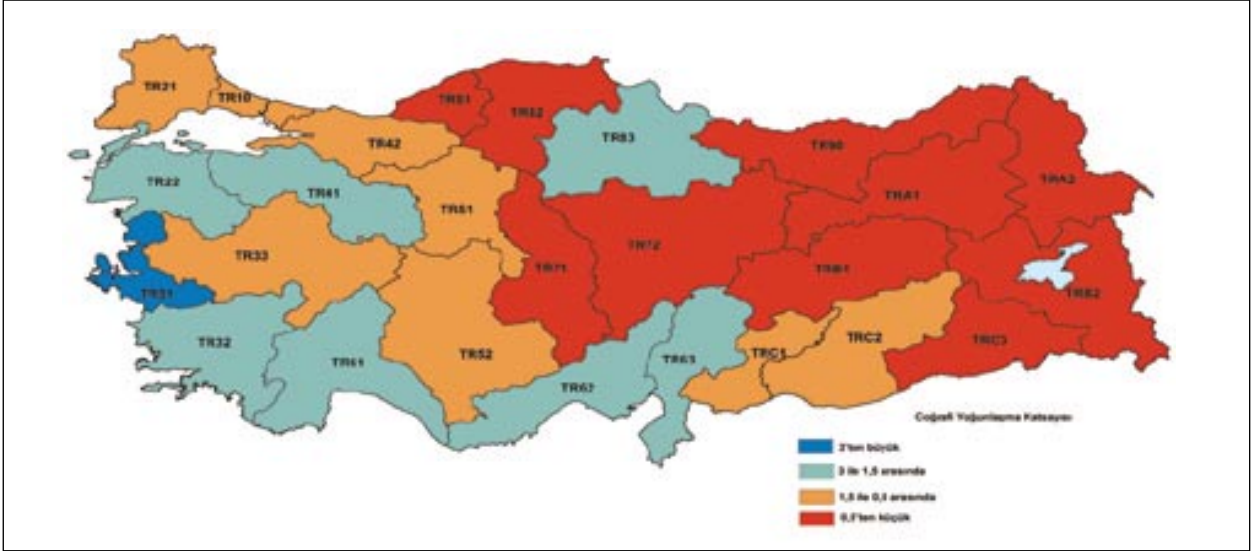 TR21
TR10
TR81
TR82
TR83
TR42
TR90
TRA2
TR22
TR41
TRA1
TR51
TR72
TR33
TR71
TRB1
TRB2
TR31
TR32
TRC2
TRC3
TR61
TR52
TRC1
TR63
TR62
Coğrafi Yoğunlaşma Katsayısı
3'ten büyük
3 ile 1,5 arasında
1,5 ile 0,5 arasında
0,5'ten küçük